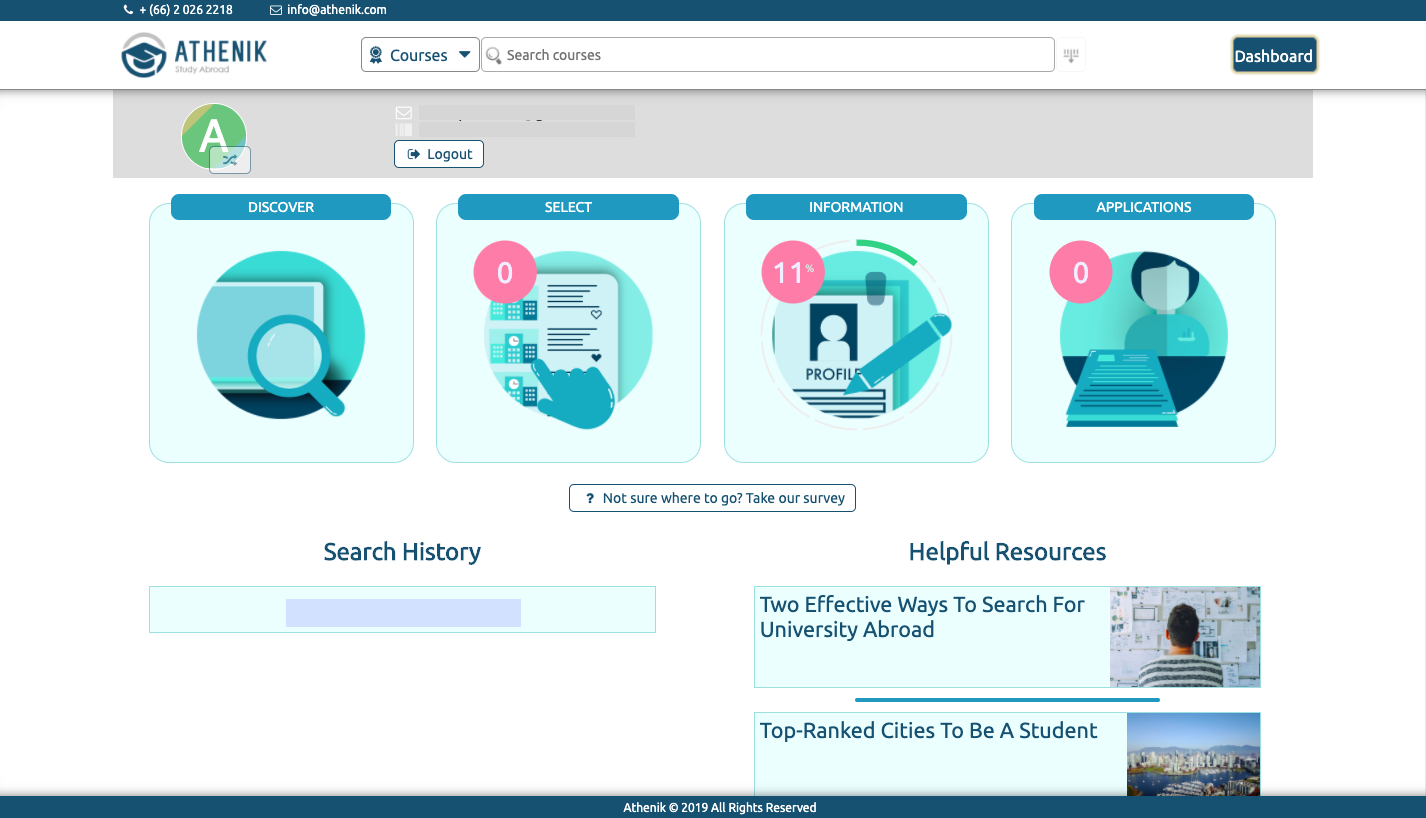 + (66) 2 026 2218
info@athenik.com
ATHENIK
Study Abroad
Courses
Search courses
Dashboard
A
Logout
DISCOVER
SELECT
INFORMATION
APPLICATIONS
0
11%
0
PROFILE
? Not sure where to go? Take our survey
Search History
Helpful Resources
Two Effective Ways To Search For
University Abroad
Top-Ranked Cities To Be A Student
Athenik © 2019 All Rights Reserved